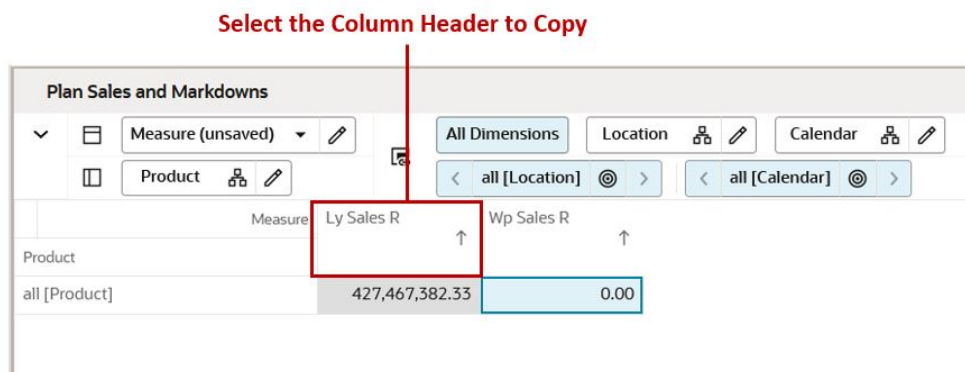 Select the Column Header to Copy
Plan Sales and Markdowns
Measure (unsaved)
All Dimensions Location Calendar
Product
all [Location] all [Calendar]
Measure Ly Sales R Wp Sales R
Product
all [Product] 427,467,382.33 0.00